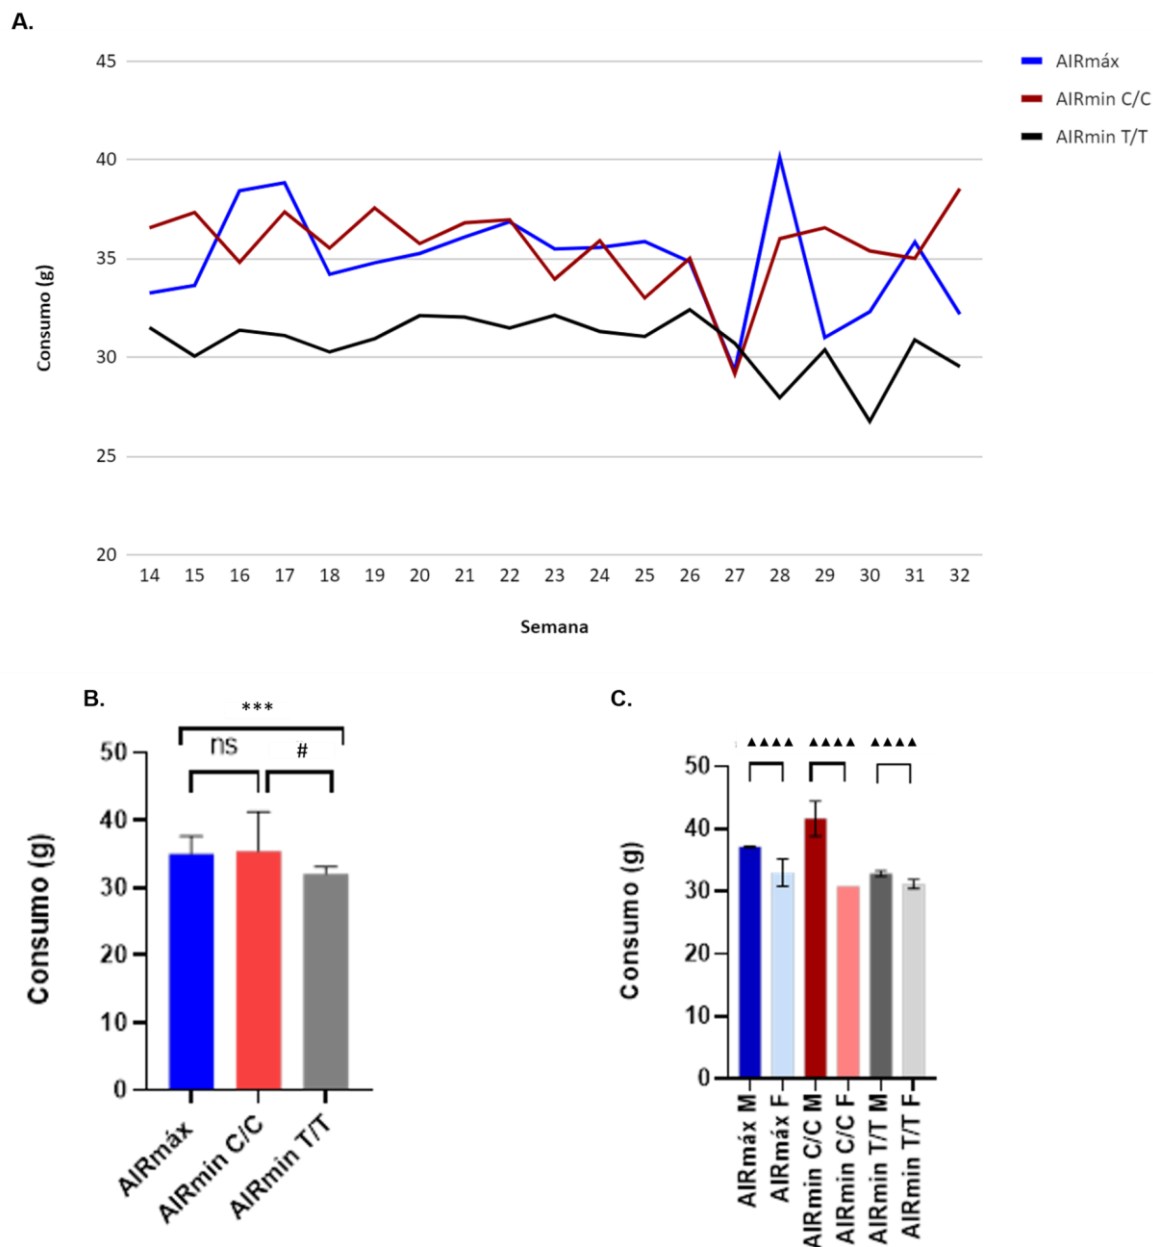 A.
45
40
35
30
25
20
Consumo (g)
14 15 16 17 18 19 20 21 22 23 24 25 26 27 28 29 30 31 32
Semana
AIRmáx
AIRmin C/C
AIRmin T/T
B.
***
ns
#
50
40
30
20
10
0
Consumo (g)
AIRmáx
AIRmin C/C
AIRmin T/T
C.
▲▲▲▲ ▲▲▲▲ ▲▲▲▲
50
40
30
20
10
0
Consumo (g)
AIRmáx M
AIRmáx F
AIRmin C/C M
AIRmin C/C F
AIRmin T/T M
AIRmin T/T F